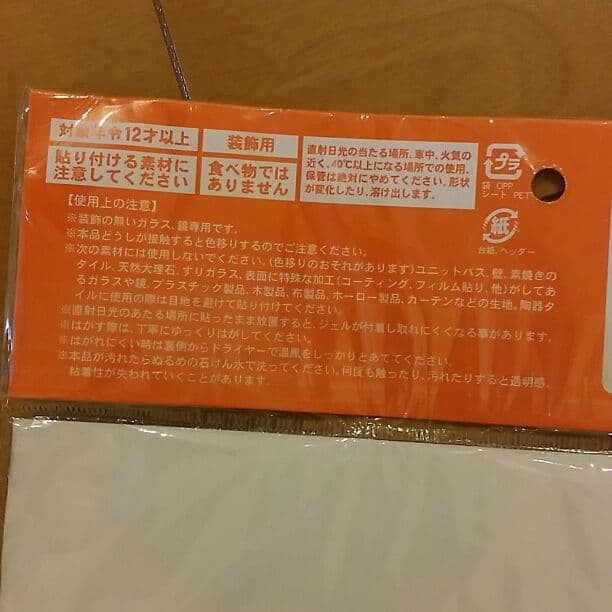 対象年令12才以上
装飾用
貼り付ける素材に
注意してください
食べ物では
ありません
直射日光の当たる場所、車中、火気の
近く、40℃以上になる場所での使用、
保管は絶対にやめてください。形状
が変化したり、溶け出します。
プラ
袋 OPP
シート PET
紙
台紙、ヘッダー
【使用上の注意】
※装飾の無いガラス、鏡専用です。
※本品どうしが接触すると色移りするのでご注意ください。
※次の素材には使用しないでください。(色移りのおそれがあります)ユニットバス、壁、素焼きの
タイル、天然大理石、すりガラス、表面に特殊な加工(コーティング、フィルム貼り、他)がしてあ
るガラスや鏡、プラスチック製品、木製品、布製品、ホーロー製品、カーテンなどの生地。陶器タ
イルに使用の際は目地を避けて貼り付けてください。
※直射日光のあたる場所に貼ったまま放置すると、ジェルが付着し取れにくくなる事があります。
※はがす際は、丁寧にゆっくりはがしてください。
※はがれにくい時は裏側からドライヤーで温風をしっかりとあててください。
※本品が汚れたらぬるめの石けん水で洗ってください。何度も触ったり、汚れたりすると透明感、
粘着性が失われていくことがあります。